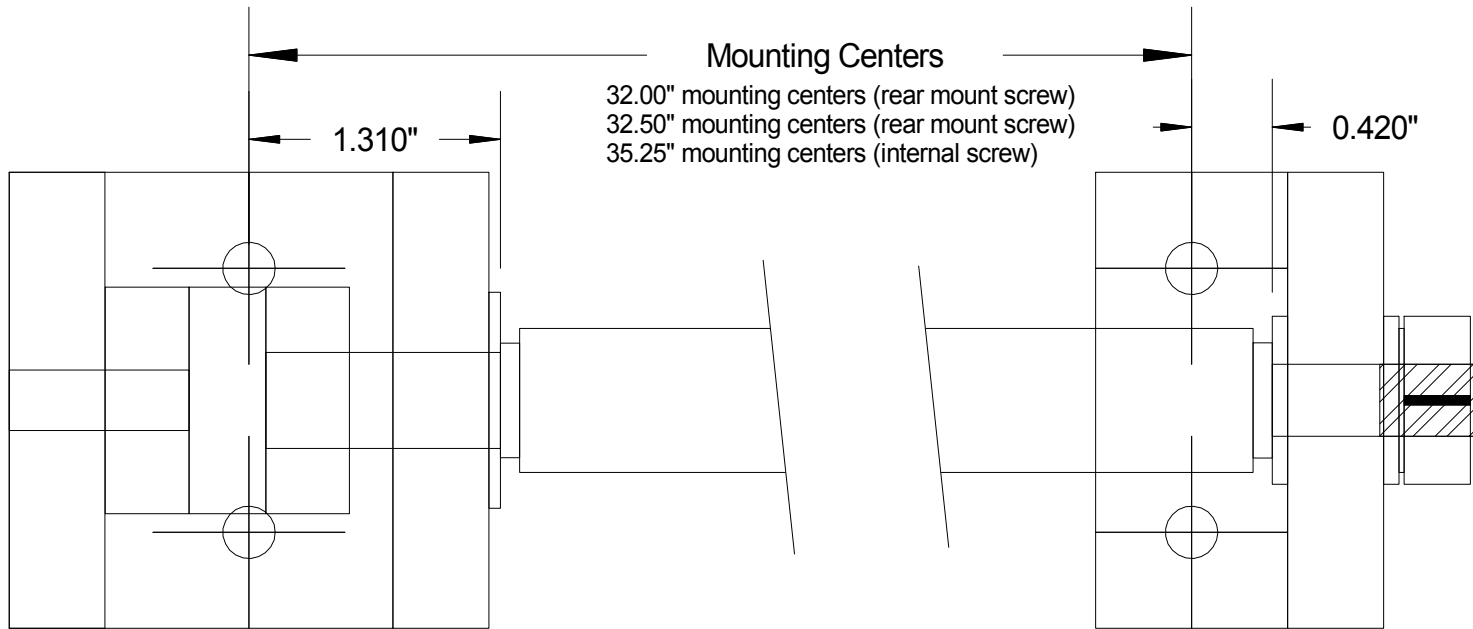 Mounting Centers
32.00" mounting centers (rear mount screw)
32.50" mounting centers (rear mount screw)
35.25" mounting centers (internal screw)
1.310"
0.420"